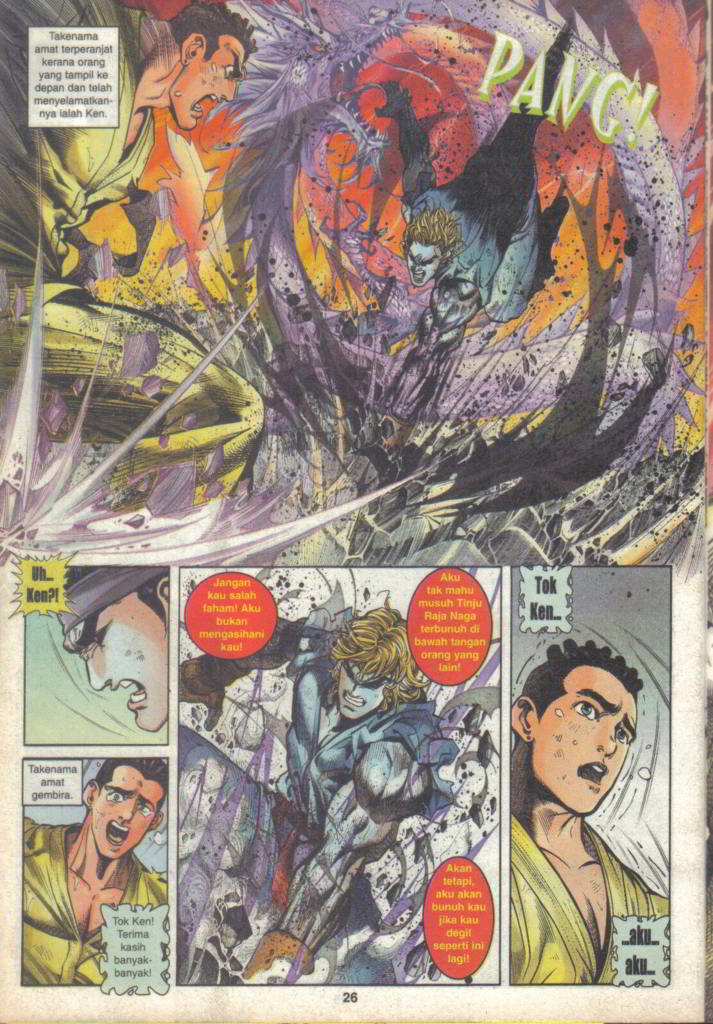 Takenama
amat terperanjat
kerana orang
yang tampil ke
depan dan telah
menyelamatkan-
nya ialah Ken.
PANG!
Uh...
Ken?!
Takenama
amat
gembira.
Tok Ken!
Terima
kasih
banyak-
banyak!
Jangan
kau salah
faham! Aku
bukan
mengasihani
kau!
Aku
tak mahu
musuh Tinju
Raja Naga
terbunuh di
bawah tangan
orang yang
lain!
Akan
tetapi,
aku akan
bunuh kau
jika kau
degil
seperti ini
lagi!
Tok
Ken...
...aku...
aku...
26